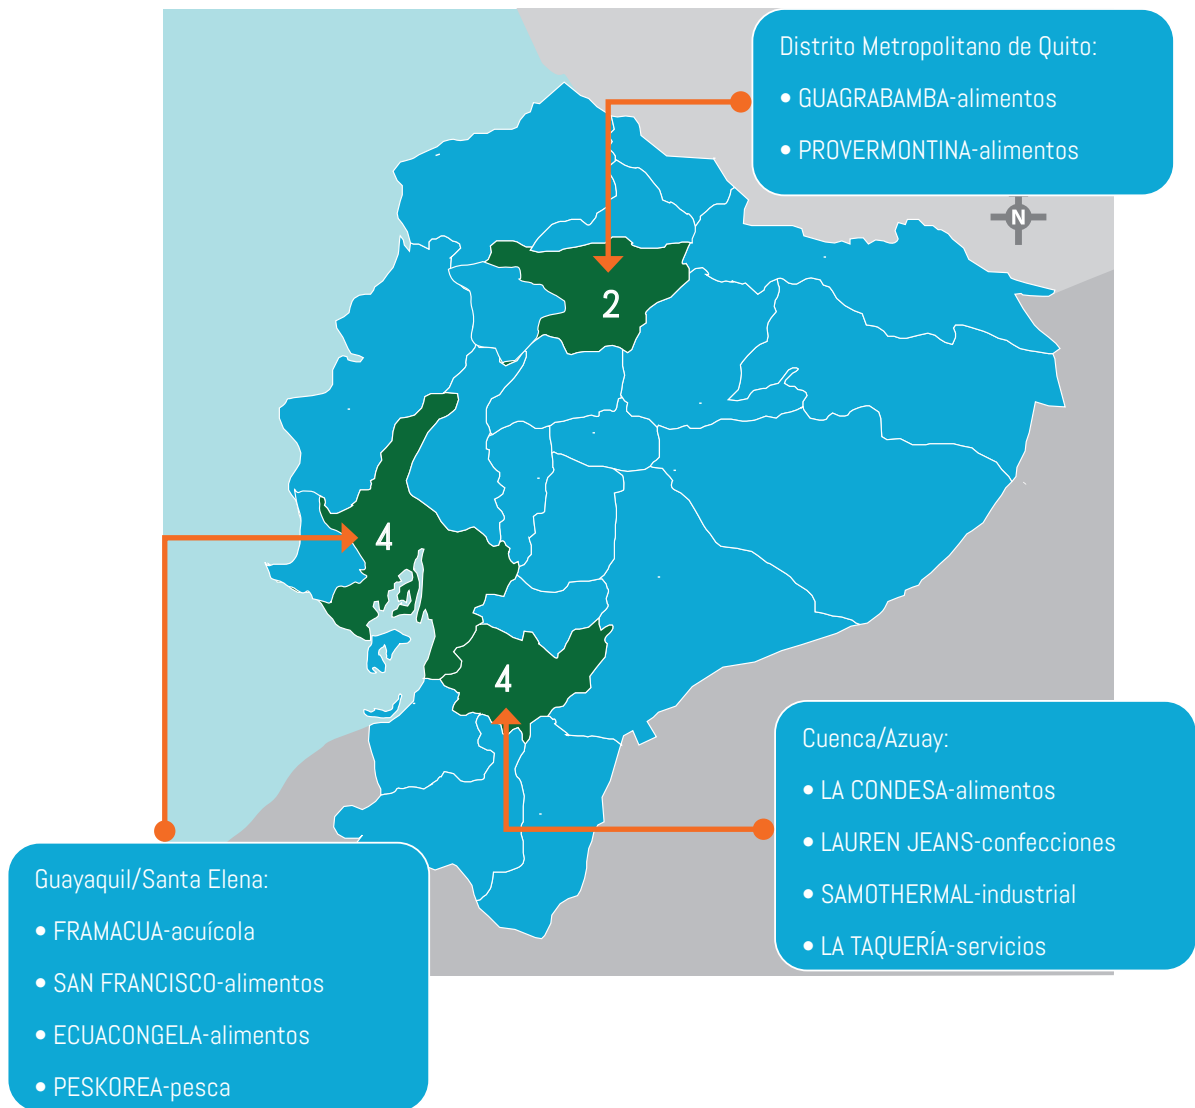 Distrito Metropolitano de Quito:
• GUAGRABAMBA-alimentos
• PROVERMONTINA-alimentos
N
2
4
4
Cuenca/Azuay:
• LA CONDESA-alimentos
• LAUREN JEANS-confecciones
• SAMOTHERMAL-industrial
• LA TAQUERÍA-servicios
Guayaquil/Santa Elena:
• FRAMACUA-acuícola
• SAN FRANCISCO-alimentos
• ECUACONGELA-alimentos
• PESKOREA-pesca